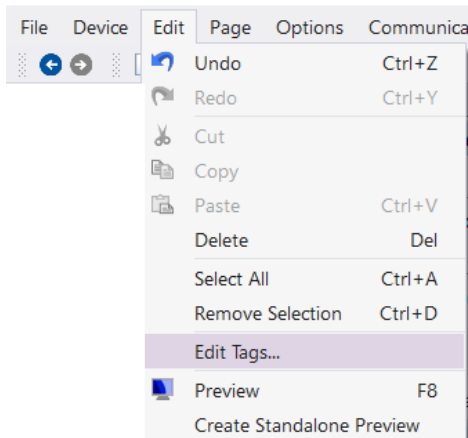 File Device Edit Page Options Communica
Undo Ctrl+Z
Redo Ctrl+Y
Cut
Copy
Paste Ctrl+V
Delete Del
Select All Ctrl+A
Remove Selection Ctrl+D
Edit Tags...
Preview F8
Create Standalone Preview